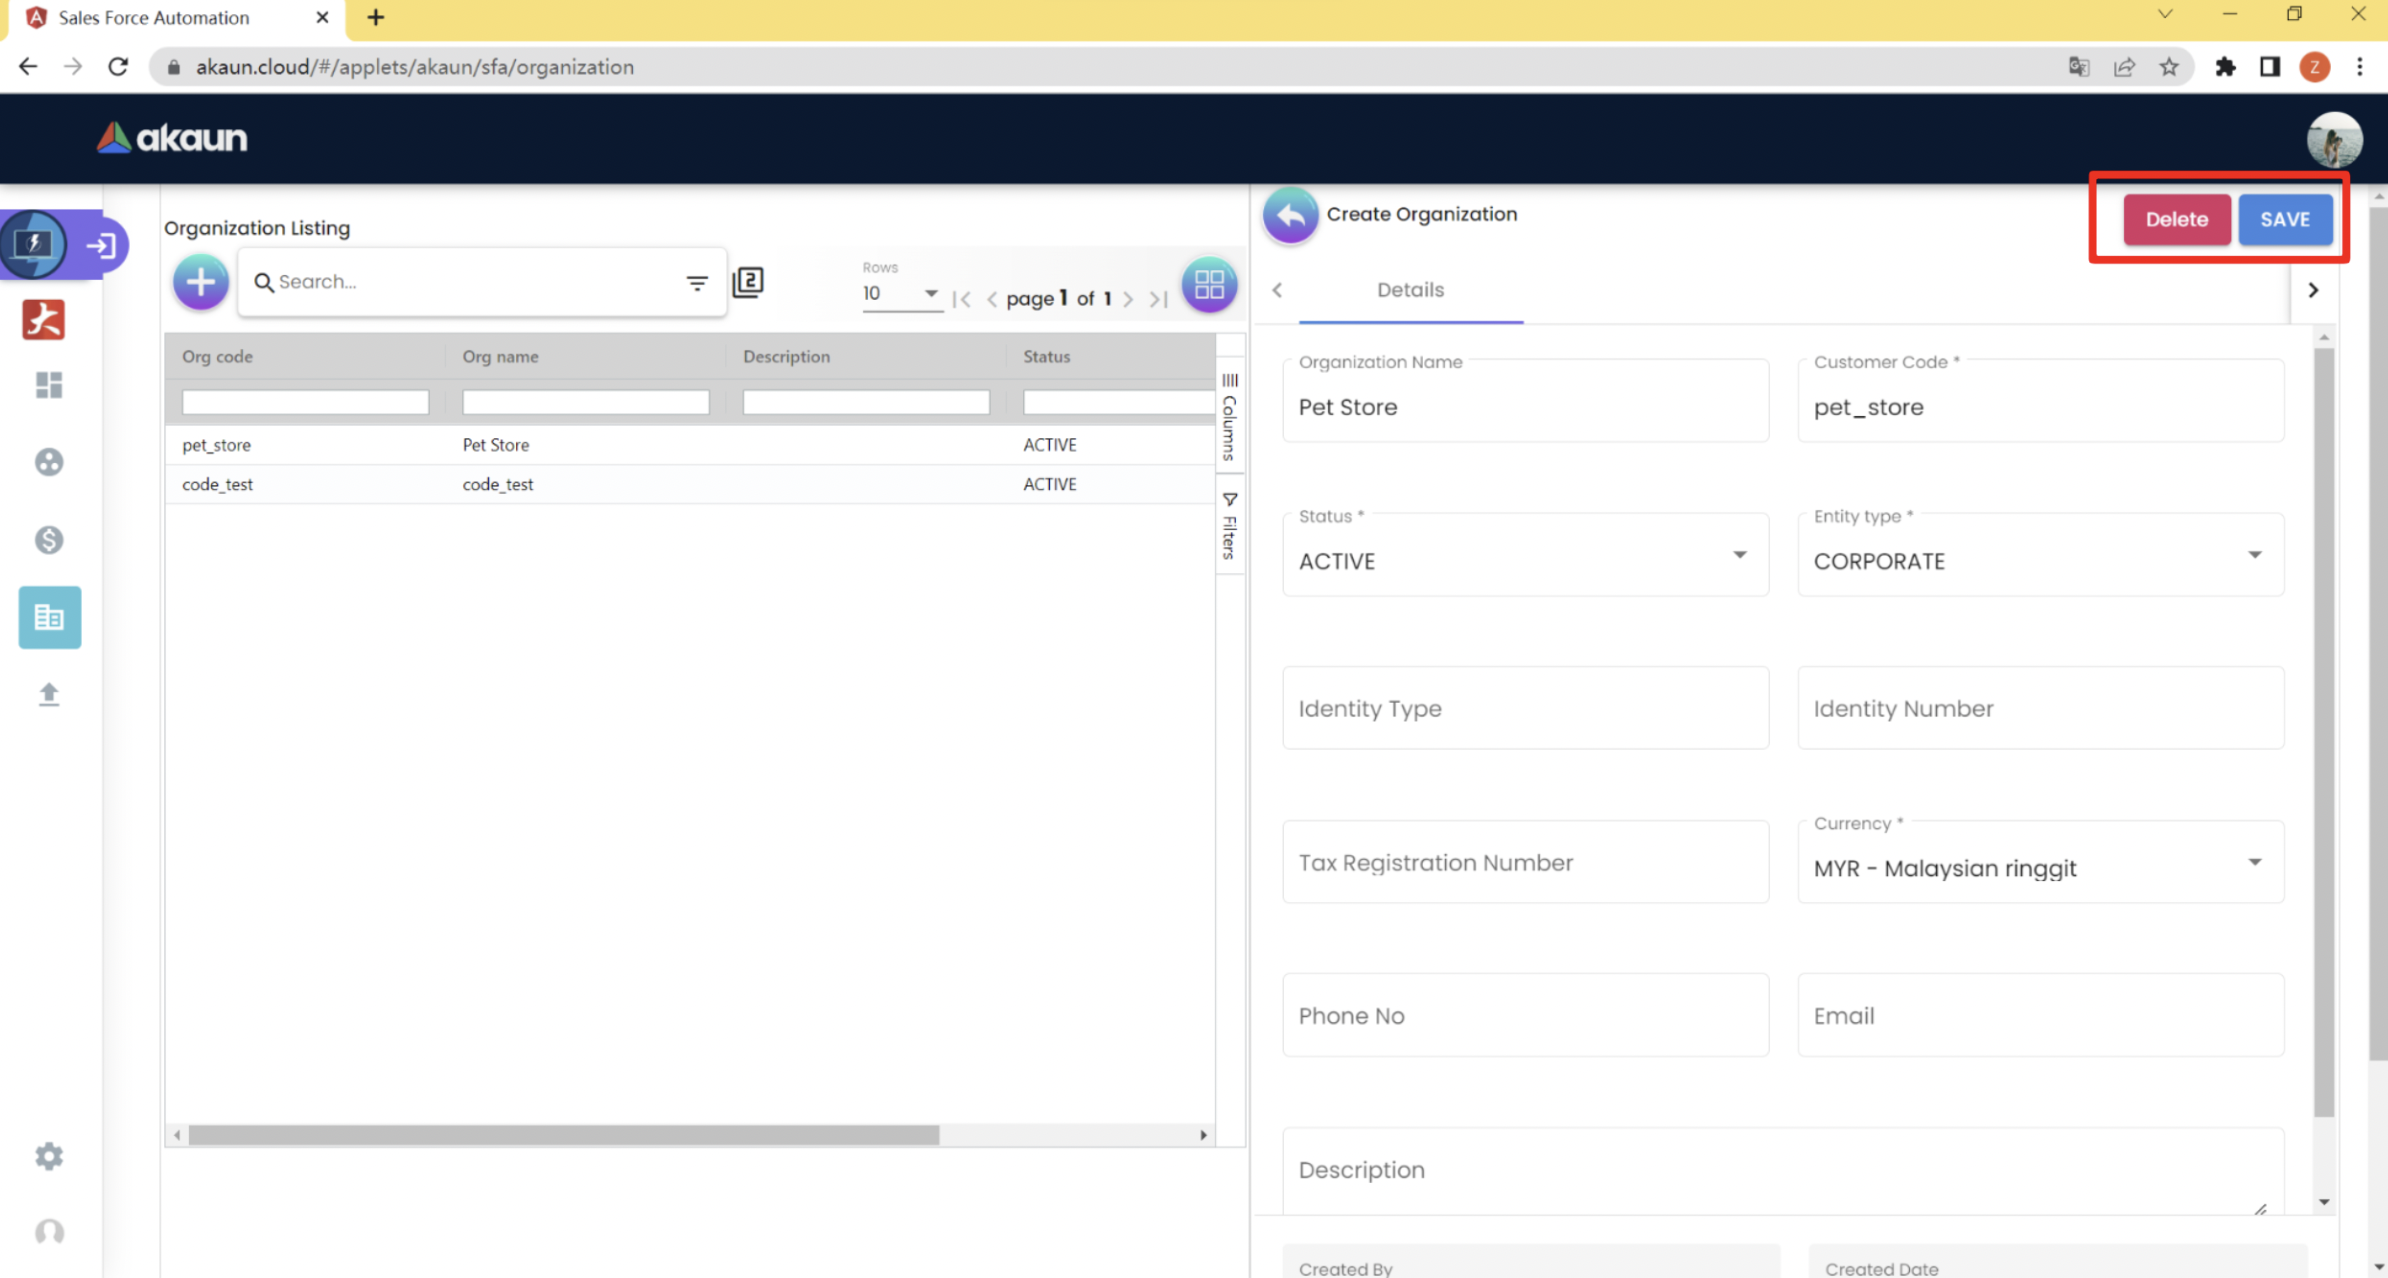 Sales Force Automation
akaun.cloud/#/applets/akaun/sfa/organization
Z
akaun
Organization Listing
Search...
2
Rows
10
page 1 of 1
Org code
Org name
Description
Status
pet_store
Pet Store
ACTIVE
code_test
code_test
ACTIVE
Columns
Filters
Create Organization
Delete
SAVE
Details
Organization Name
Pet Store
Customer Code *
pet_store
Status *
ACTIVE
Entity type *
CORPORATE
Identity Type
Identity Number
Tax Registration Number
Currency *
MYR - Malaysian ringgit
Phone No
Email
Description
Created By
Created Date